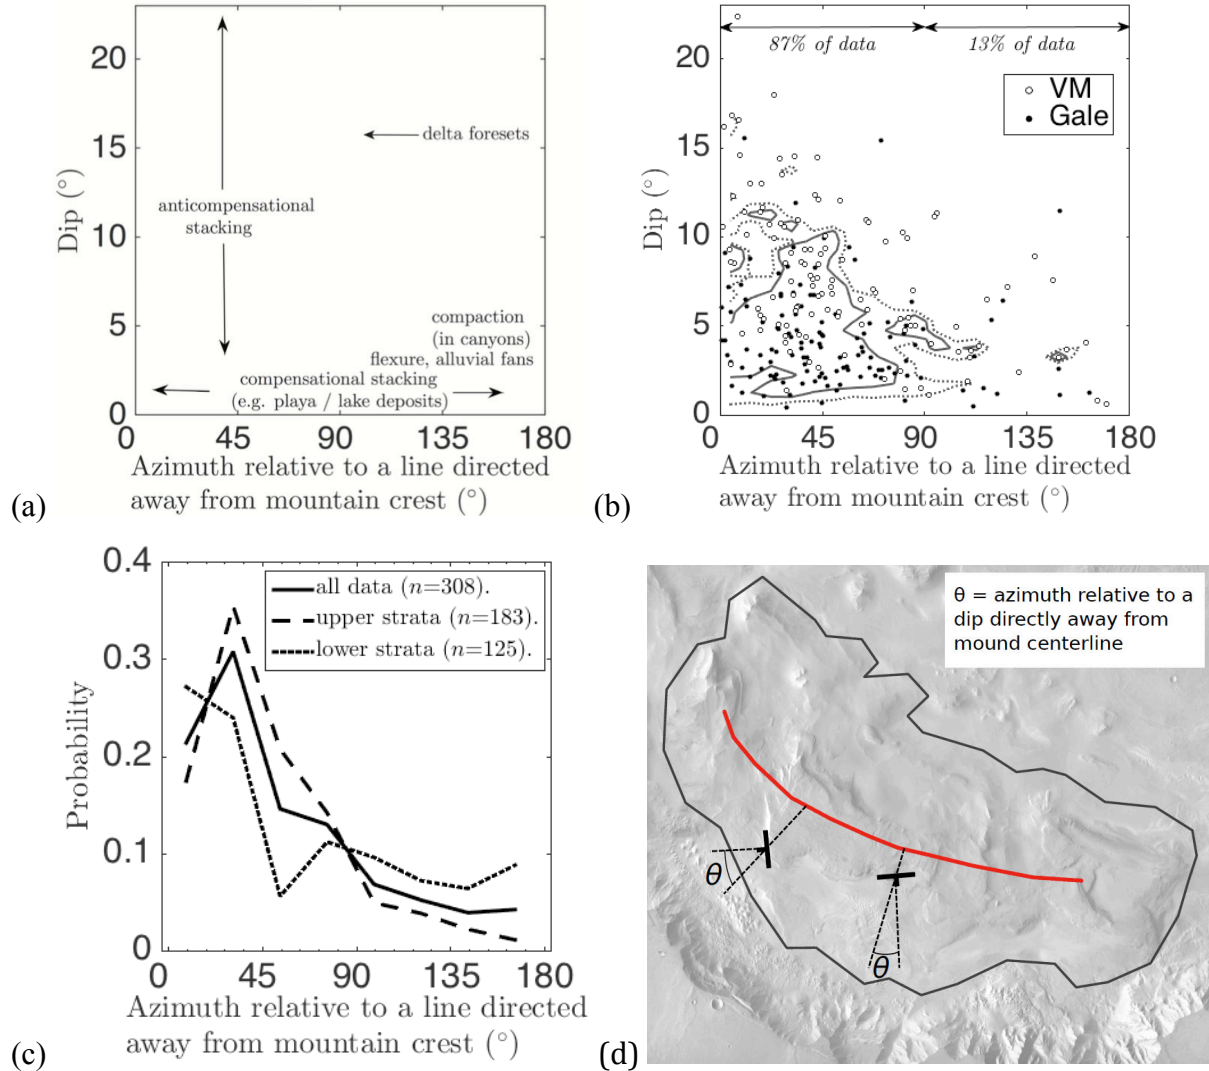 20
15
10
5
0
Dip (°)
anticompensational
stacking
delta foresets
compaction
(in canyons)
flexure, alluvial fans
compensational stacking
(e.g. playa / lake deposits)
0 45 90 135 180
Azimuth relative to a line directed
away from mountain crest (°)
(a)
20
15
10
5
0
Dip (°)
87% of data
13% of data
VM
Gale
0 45 90 135 180
Azimuth relative to a line directed
away from mountain crest (°)
(b)
0.4
0.3
0.2
0.1
0
Probability
all data (n=308).
upper strata (n=183).
lower strata (n=125).
0 45 90 135 180
Azimuth relative to a line directed
away from mountain crest (°)
(c)
θ = azimuth relative to a
dip directly away from
mound centerline
θ
θ
(d)